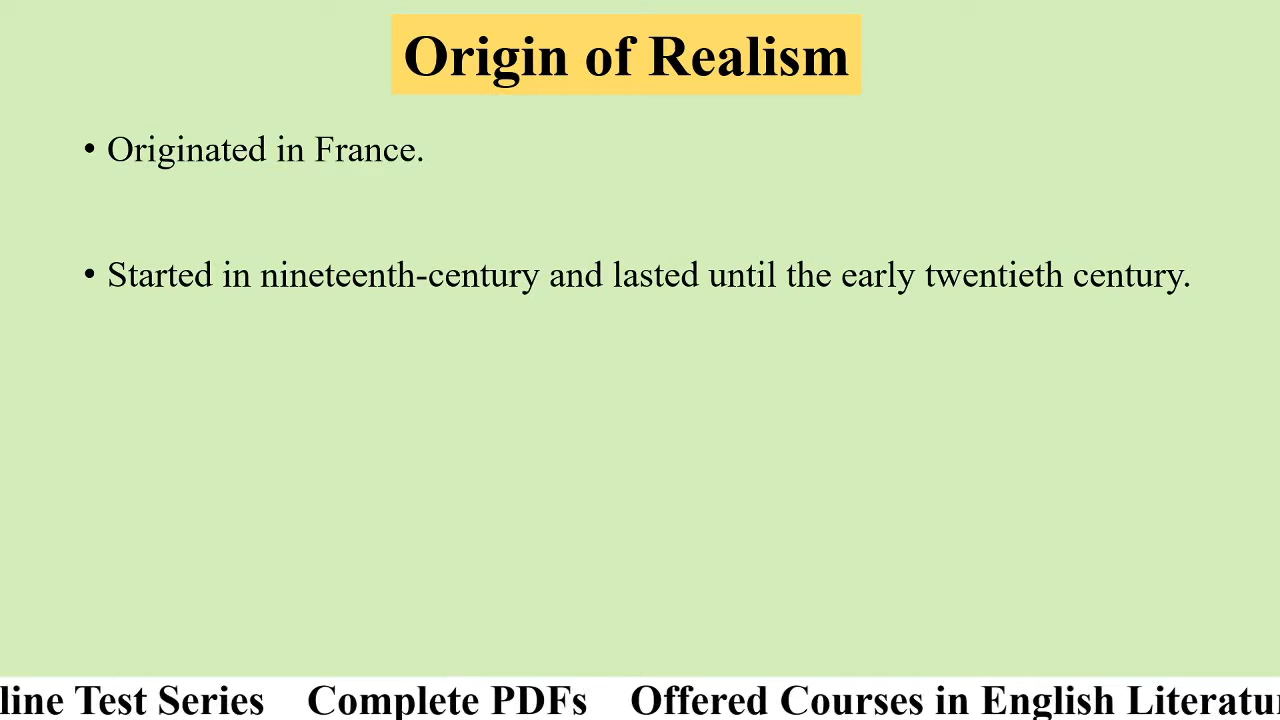 Origin of Realism
• Originated in France.
• Started in nineteenth-century and lasted until the early twentieth century.
line Test Series Complete PDFs Offered Courses in English Literatu